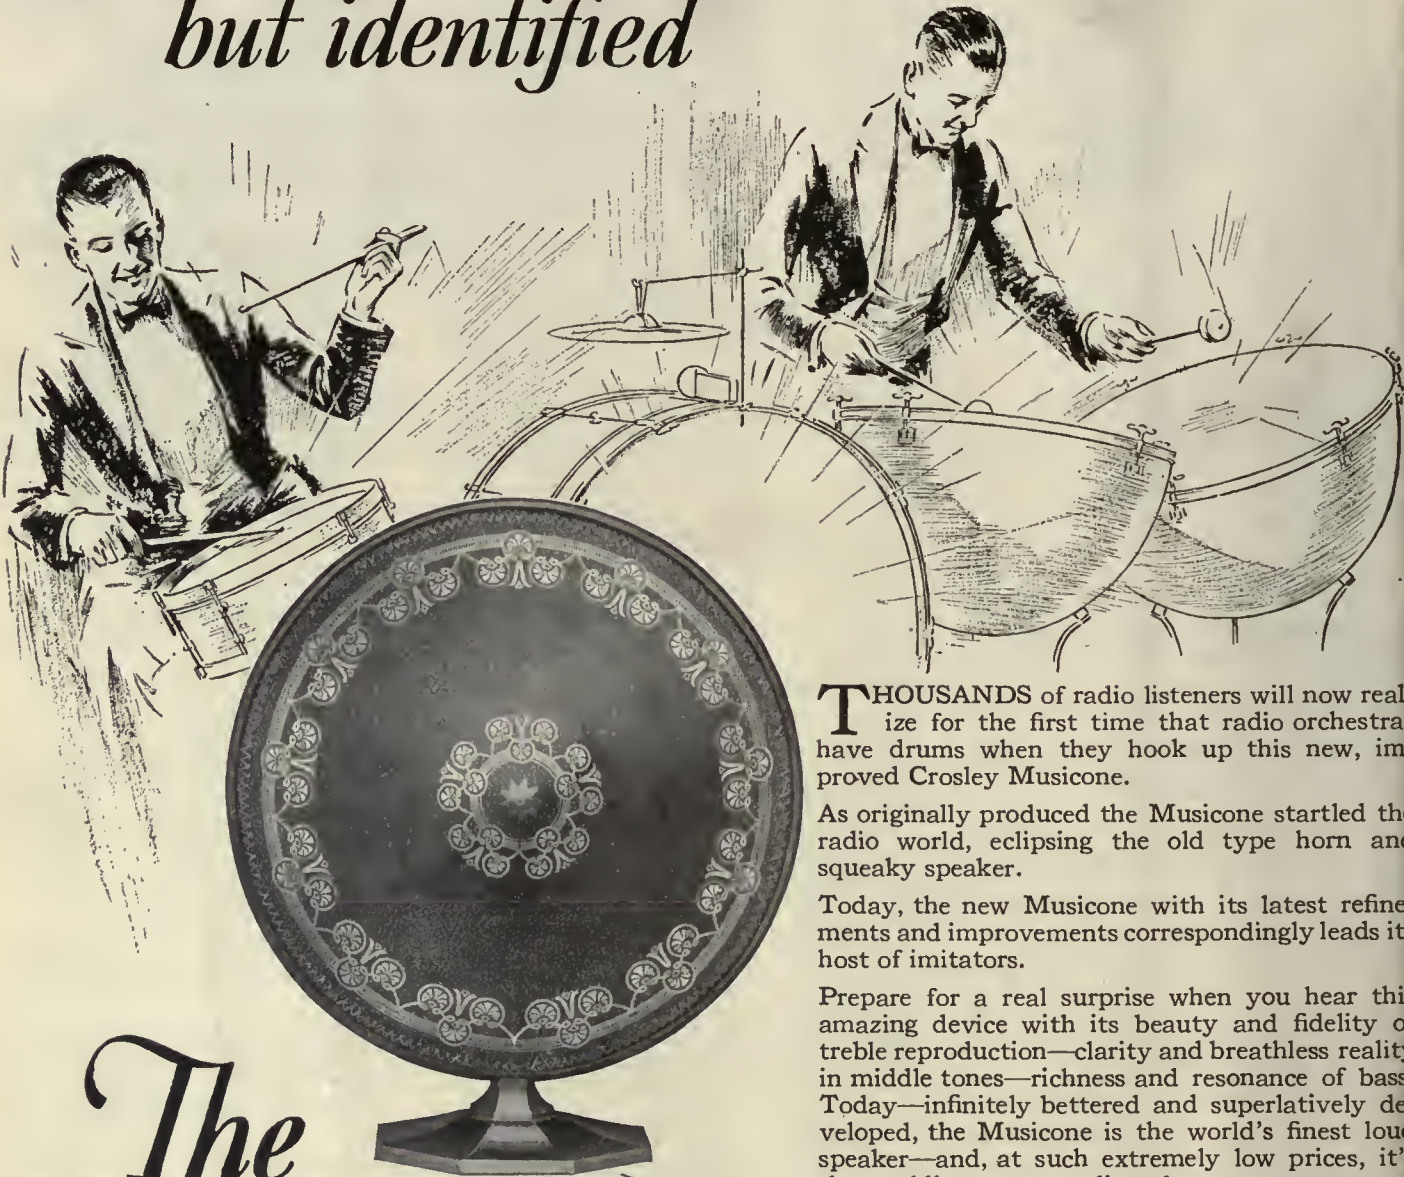 but identified
THOUSANDS of radio listeners will now real
ize for the first time that radio orchestra
have drums when they hook up this new, im
proved Crosley Musicone.
As originally produced the Musicone startled th
radio world, eclipsing the old type horn and
squeaky speaker.
Today, the new Musicone with its latest refine
ments and improvements correspondingly leads it
host of imitators.
Prepare for a real surprise when you hear thi
amazing device with its beauty and fidelity o
treble reproduction—clarity and breathless reality
in middle tones—richness and resonance of bass
Today—infinitely bettered and superlatively de
veloped, the Musicone is the world's finest loud
speaker—and, at such extremely low prices, it'
The